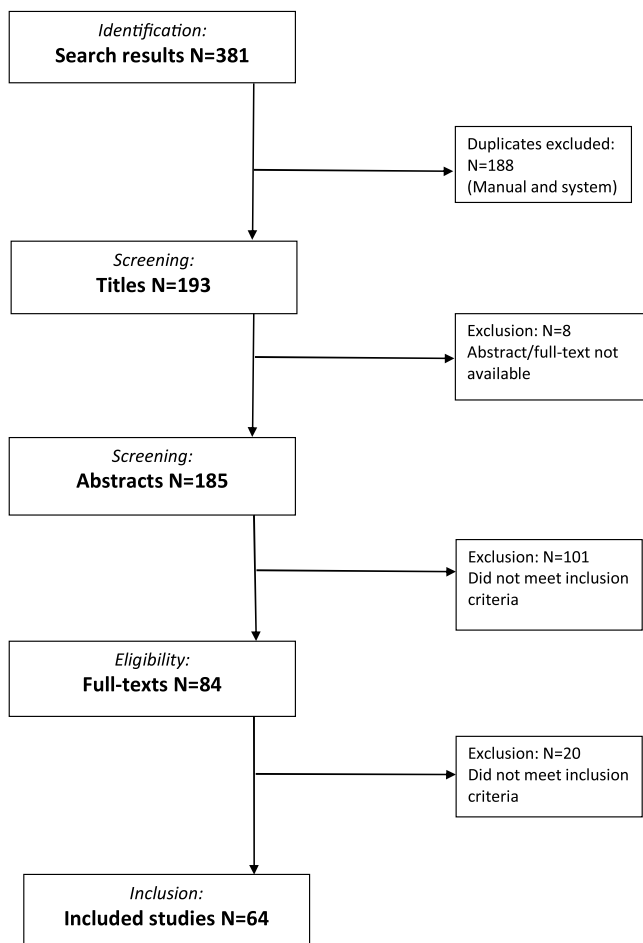 Identification:
Search results N=381
Duplicates excluded:
N=188
(Manual and system)
Screening:
Titles N=193
Exclusion: N=8
Abstract/full-text not
available
Screening:
Abstracts N=185
Exclusion: N=101
Did not meet inclusion
criteria
Eligibility:
Full-texts N=84
Exclusion: N=20
Did not meet inclusion
criteria
Inclusion:
Included studies N=64